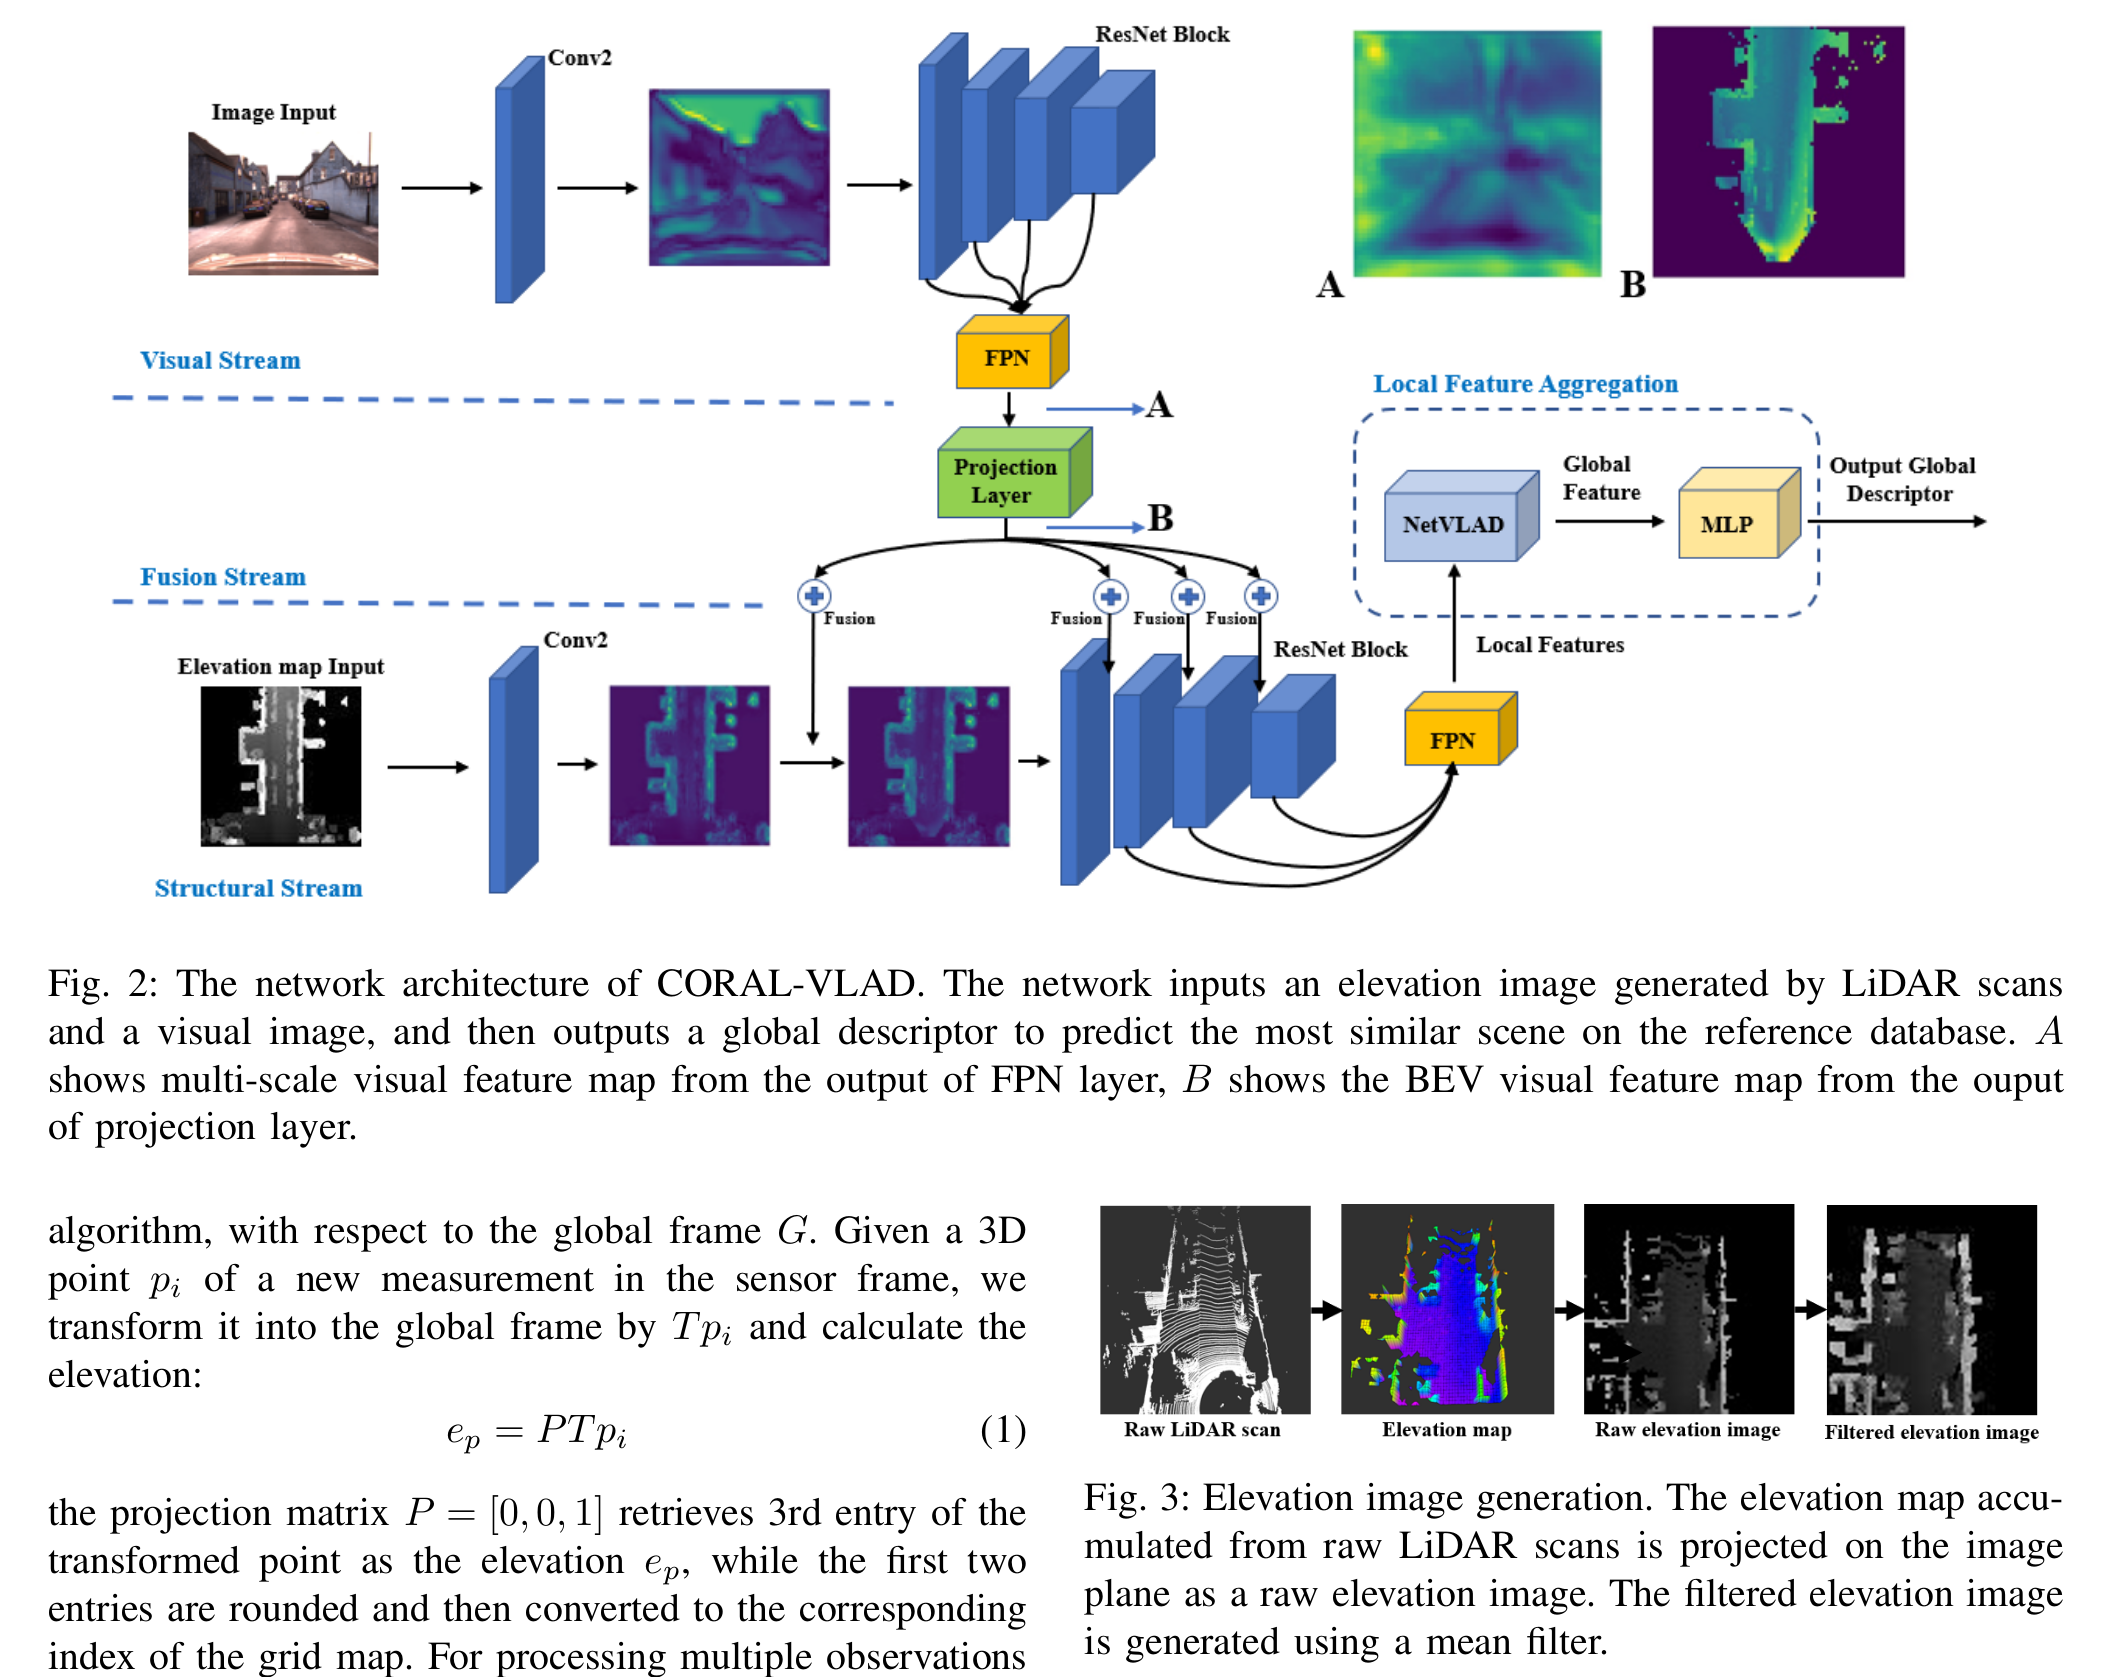 ResNet Block
Conv2
Image Input
A
B
FPN
Visual Stream
Local Feature Aggregation
A
Projection
Layer
Global
Feature
Output Global
Descriptor
NetVLAD
MLP
B
Fusion Stream
Fusion
Fusion
Fusion
Fusion
Conv2
Elevation map Input
ResNet Block
Local Features
FPN
Structural Stream
Fig. 2: The network architecture of CORAL-VLAD. The network inputs an elevation image generated by LiDAR scans
and a visual image, and then outputs a global descriptor to predict the most similar scene on the reference database. A
shows multi-scale visual feature map from the output of FPN layer, B shows the BEV visual feature map from the ouput
of projection layer.
algorithm, with respect to the global frame G. Given a 3D
point p_i of a new measurement in the sensor frame, we
transform it into the global frame by Tp_i and calculate the
elevation:
e_p = PTp_i (1)
the projection matrix P = [0, 0, 1] retrieves 3rd entry of the
transformed point as the elevation e_p, while the first two
entries are rounded and then converted to the corresponding
index of the grid map. For processing multiple observations
Raw LiDAR scan
Elevation map
Raw elevation image
Filtered elevation image
Fig. 3: Elevation image generation. The elevation map accu-
mulated from raw LiDAR scans is projected on the image
plane as a raw elevation image. The filtered elevation image
is generated using a mean filter.